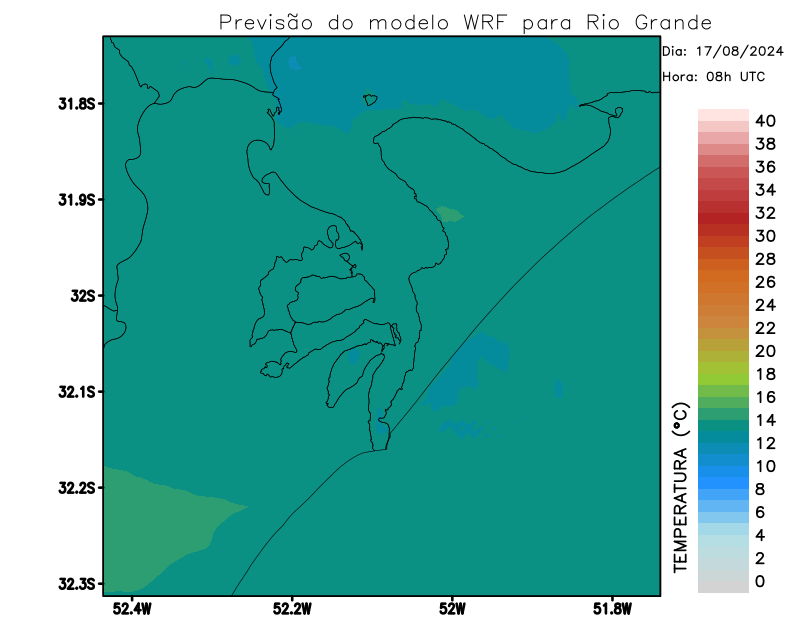 Previsão do modelo WRF para Rio Grande
Dia: 17/08/2024
Hora: 08h UTC
31.8S
31.9S
32S
32.1S
32.2S
32.3S
52.4W
52.2W
52W
51.8W
TEMPERATURA (°C)
40
38
36
34
32
30
28
26
24
22
20
18
16
14
12
10
8
6
4
2
0